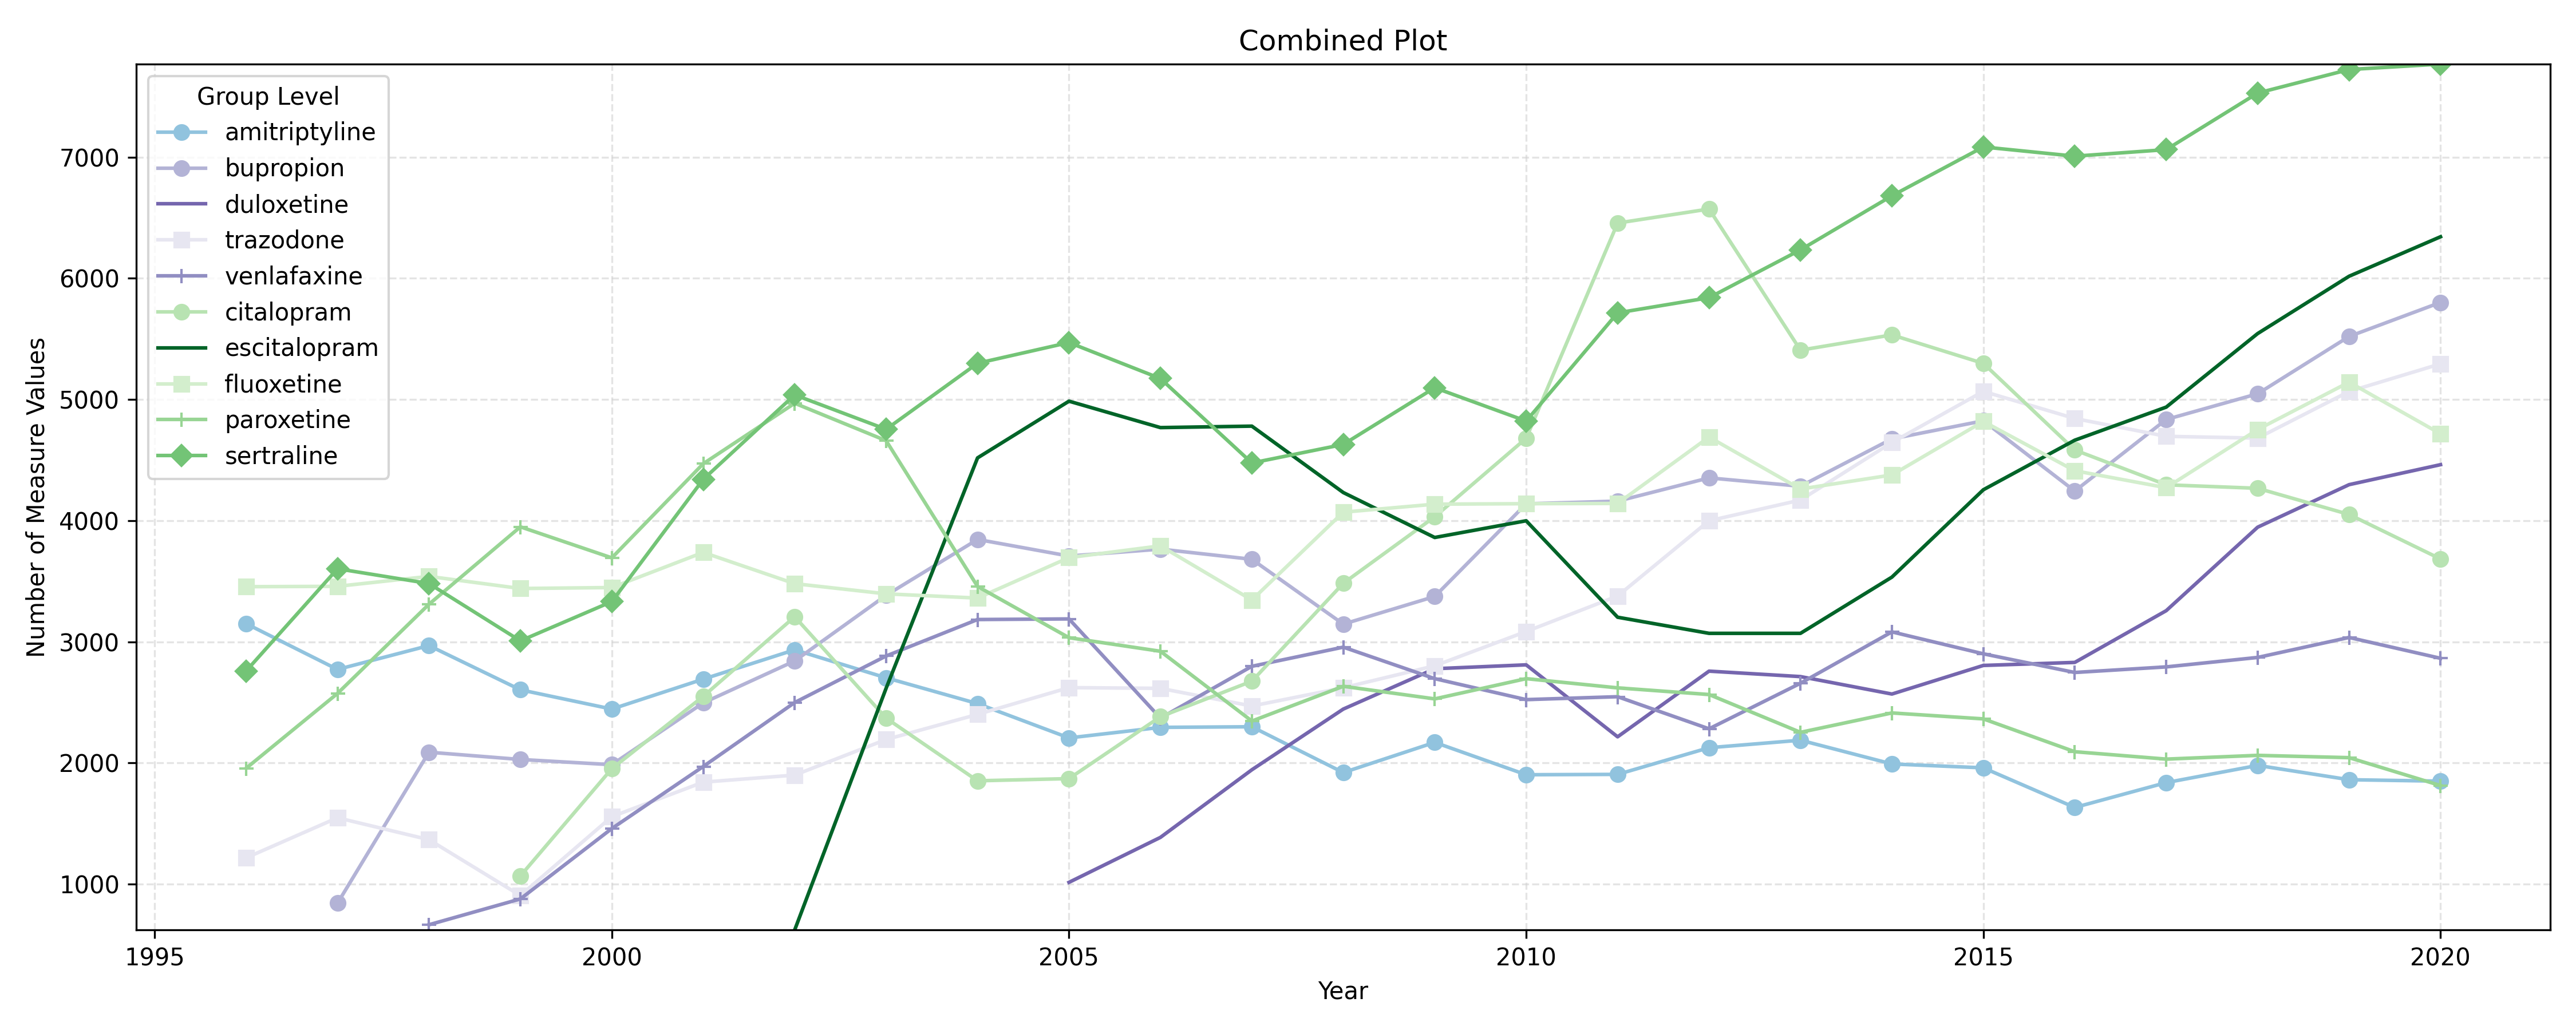 Combined Plot
Group Level
amitriptyline
bupropion
duloxetine
trazodone
venlafaxine
citalopram
escitalopram
fluoxetine
paroxetine
sertraline
Number of Measure Values
7000
6000
5000
4000
3000
2000
1000
1995 2000 2005 2010 2015 2020
Year